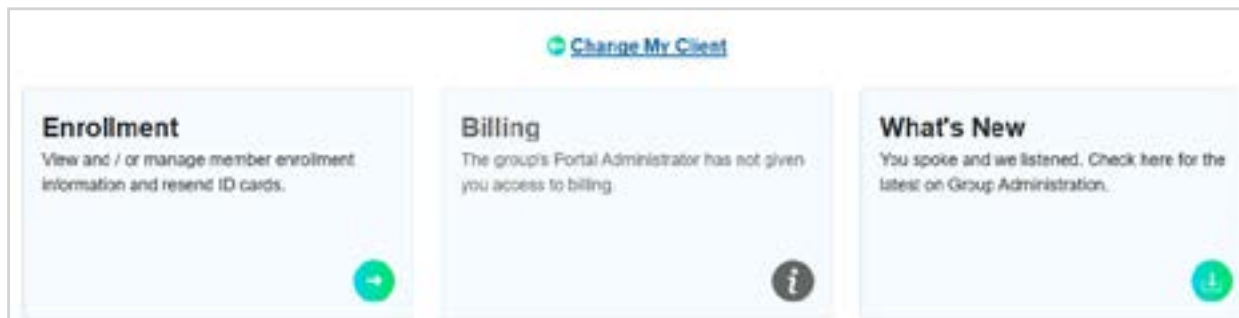 Change My Client
Enrollment
View and / or manage member enrollment
information and resend ID cards.
Billing
The group's Portal Administrator has not given
you access to billing.
What's New
You spoke and we listened. Check here for the
latest on Group Administration.